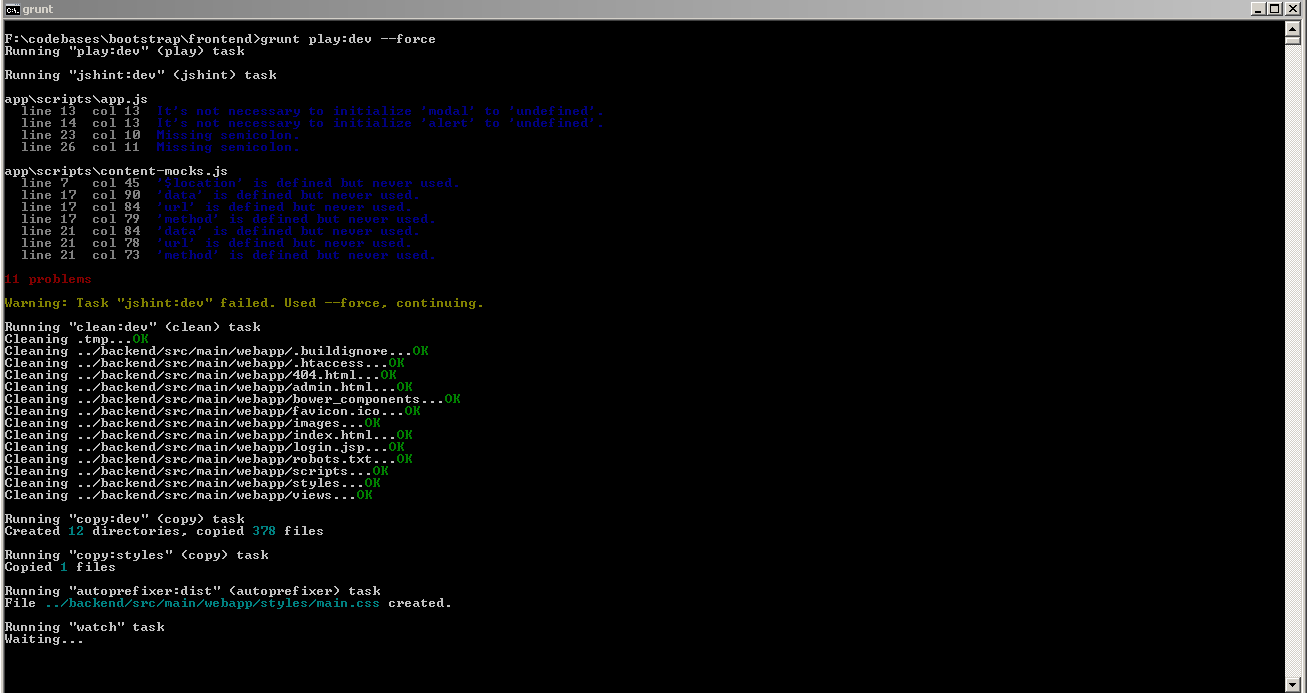 grunt
F:\codebases\bootstrap\frontend>grunt play:dev --force
Running "play:dev" (play) task
Running "jshint:dev" (jshint) task
app\scripts\app.js
line 13 col 13 It's not necessary to initialize 'modal' to 'undefined'.
line 14 col 13 It's not necessary to initialize 'alert' to 'undefined'.
line 23 col 10 Missing semicolon.
line 26 col 11 Missing semicolon.
app\scripts\content-mocks.js
line 7 col 45 '$location' is defined but never used.
line 17 col 90 'data' is defined but never used.
line 17 col 84 'url' is defined but never used.
line 17 col 79 'method' is defined but never used.
line 21 col 84 'data' is defined but never used.
line 21 col 78 'url' is defined but never used.
line 21 col 73 'method' is defined but never used.
11 problems
Warning: Task "jshint:dev" failed. Used --force, continuing.
Running "clean:dev" (clean) task
Cleaning .tmp...OK
Cleaning ../backend/src/main/webapp/.buildignore...OK
Cleaning ../backend/src/main/webapp/.htaccess...OK
Cleaning ../backend/src/main/webapp/404.html...OK
Cleaning ../backend/src/main/webapp/admin.html...OK
Cleaning ../backend/src/main/webapp/bower_components...OK
Cleaning ../backend/src/main/webapp/favicon.ico...OK
Cleaning ../backend/src/main/webapp/images...OK
Cleaning ../backend/src/main/webapp/index.html...OK
Cleaning ../backend/src/main/webapp/login.jsp...OK
Cleaning ../backend/src/main/webapp/robots.txt...OK
Cleaning ../backend/src/main/webapp/scripts...OK
Cleaning ../backend/src/main/webapp/styles...OK
Cleaning ../backend/src/main/webapp/views...OK
Running "copy:dev" (copy) task
Created 12 directories, copied 378 files
Running "copy:styles" (copy) task
Copied 1 files
Running "autoprefixer:dist" (autoprefixer) task
File ../backend/src/main/webapp/styles/main.css created.
Running "watch" task
Waiting...